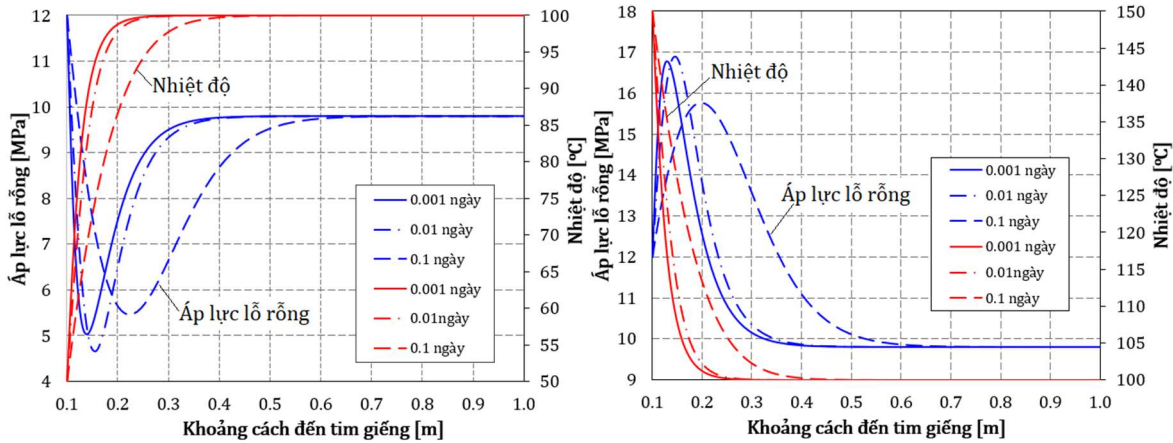 12
11
10
9
8
7
6
5
4
Áp lực lỗ rỗng [MPa]
100
95
90
85
80
75
70
65
60
55
50
Nhiệt độ [ºC]
Nhiệt độ
Áp lực lỗ rỗng
0.001 ngày
0.01 ngày
0.1 ngày
0.001 ngày
0.01ngày
0.1 ngày
0.1 0.2 0.3 0.4 0.5 0.6 0.7 0.8 0.9 1.0
Khoảng cách đến tim giếng [m]
18
17
16
15
14
13
12
11
10
9
Áp lực lỗ rỗng [MPa]
150
145
140
135
130
125
120
115
110
105
100
Nhiệt độ [ºC]
Nhiệt độ
Áp lực lỗ rỗng
0.001 ngày
0.01 ngày
0.1 ngày
0.001 ngày
0.01ngày
0.1 ngày
0.1 0.2 0.3 0.4 0.5 0.6 0.7 0.8 0.9 1.0
Khoảng cách đến tim giếng [m]